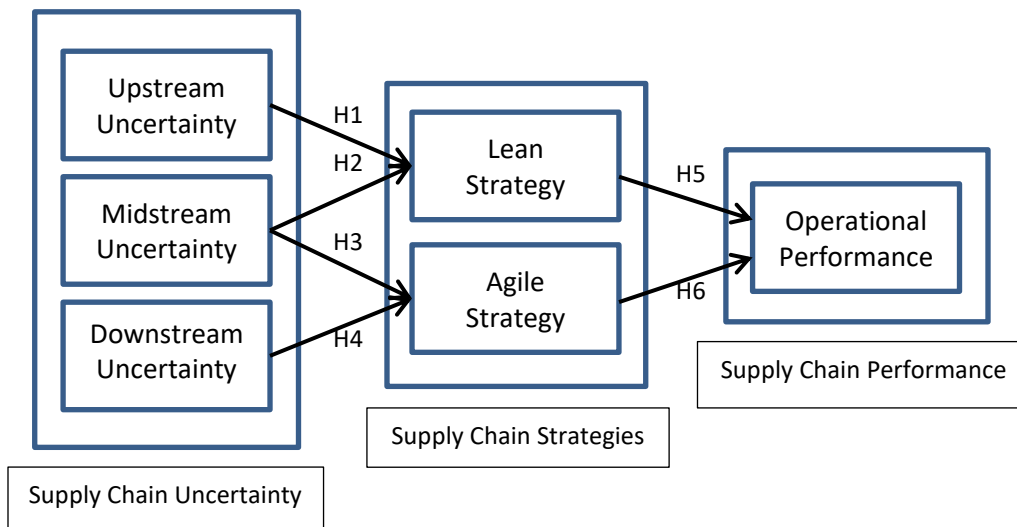 Upstream
Uncertainty
Midstream
Uncertainty
Downstream
Uncertainty
Supply Chain Uncertainty
H1
H2
H3
H4
Lean
Strategy
Agile
Strategy
Supply Chain Strategies
H5
H6
Operational
Performance
Supply Chain Performance